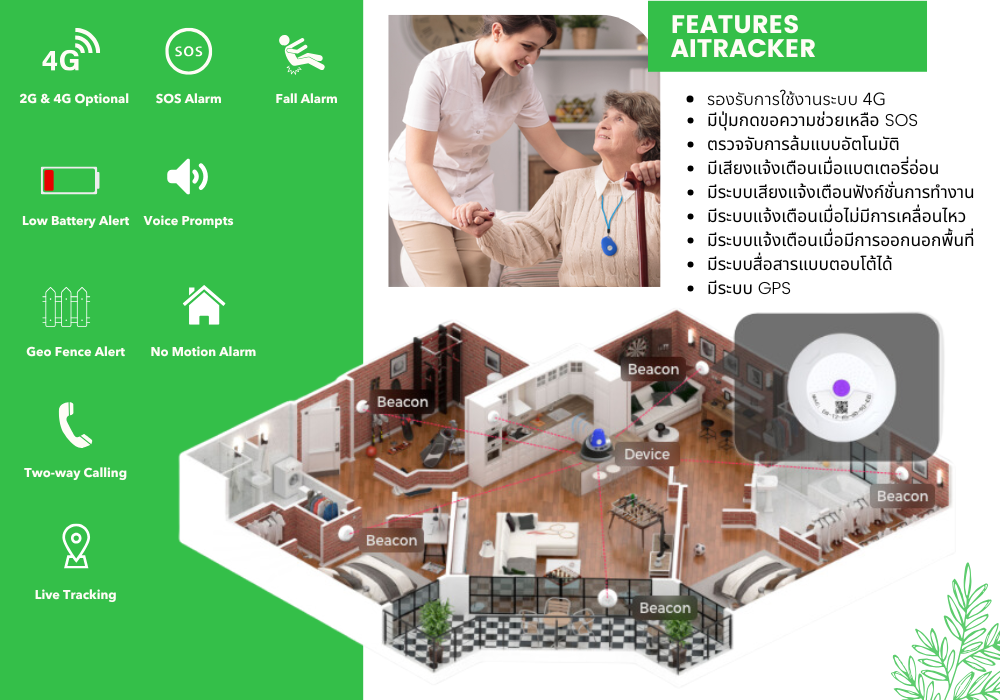 4G
SOS
2G & 4G Optional
SOS Alarm
Fall Alarm
Low Battery Alert
Voice Prompts
Geo Fence Alert
No Motion Alarm
Two-way Calling
Live Tracking
FEATURES
AITRACKER
รองรับการใช้งานระบบ 4G
มีปุ่มกดขอความช่วยเหลือ SOS
ตรวจจับการล้มแบบอัตโนมัติ
มีเสียงแจ้งเตือนเมื่อแบตเตอรี่อ่อน
มีระบบเสียงแจ้งเตือนฟังก์ชั่นการทำงาน
มีระบบแจ้งเตือนเมื่อไม่มีการเคลื่อนไหว
มีระบบแจ้งเตือนเมื่อมีการออกนอกพื้นที่
มีระบบสื่อสารแบบตอบโต้ได้
มีระบบ GPS
Beacon
Beacon
Device
Beacon
Beacon
Beacon